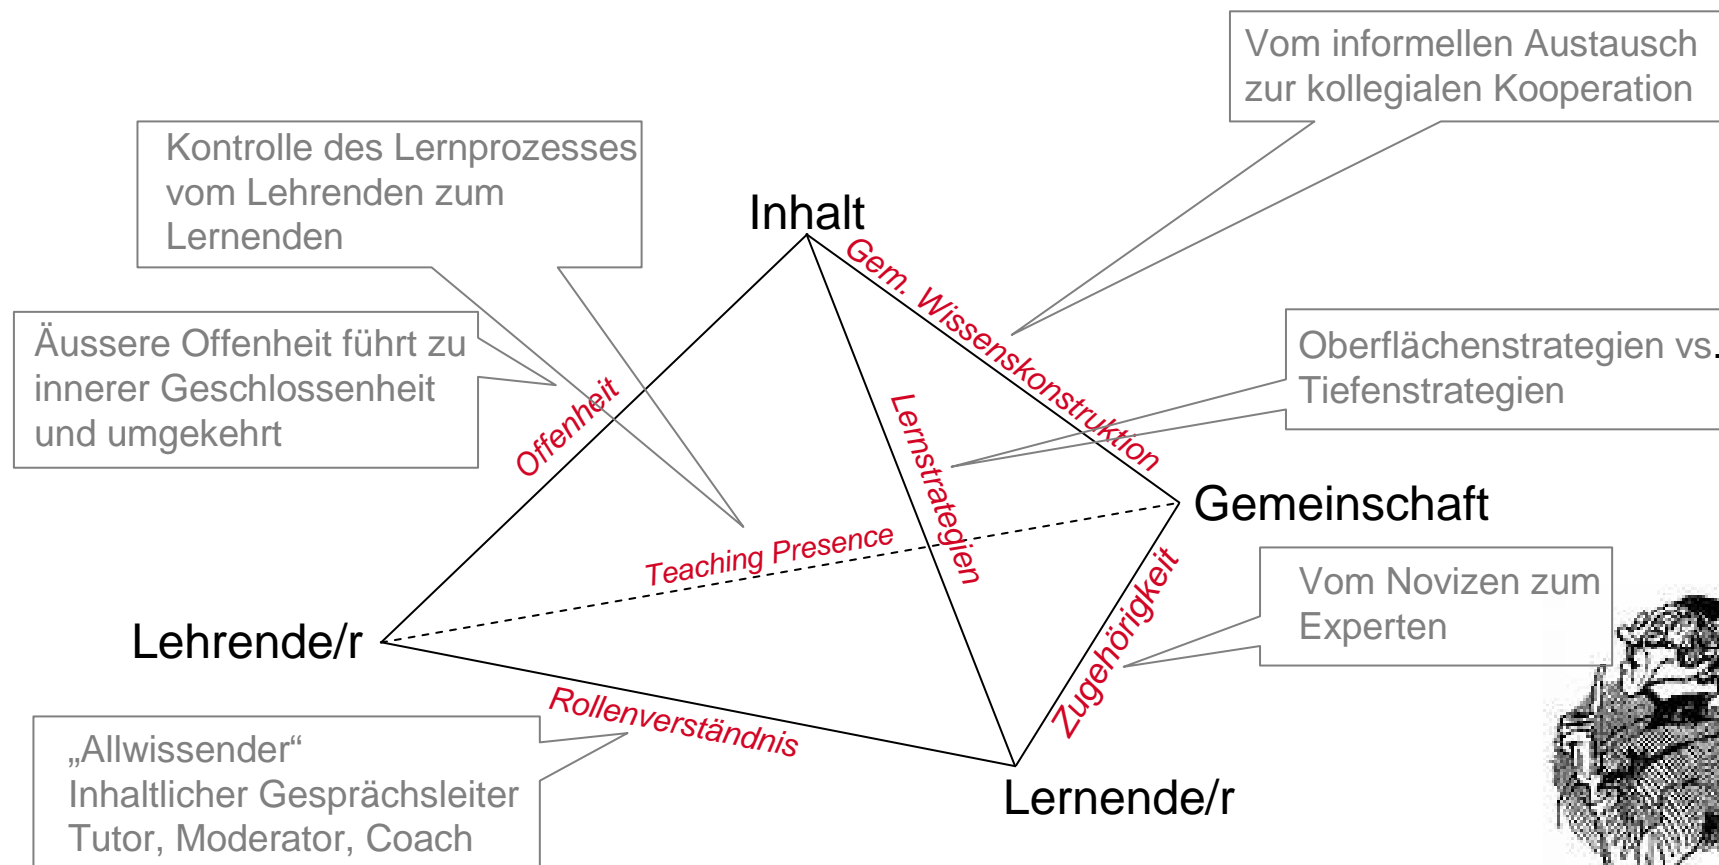 Vom informellen Austausch
zur kollegialen Kooperation
Kontrolle des Lernprozesses
vom Lehrenden zum
Lernenden
Inhalt
Gem. Wissenskonstruktion
Äussere Offenheit führt zu
innerer Geschlossenheit
und umgekehrt
Oberflächenstrategien vs.
Tiefenstrategien
Offenheit
Lernstrategien
Gemeinschaft
Teaching Presence
Vom Novizen zum
Experten
Zugehörigkeit
Lehrende/r
Rollenverständnis
„Allwissender“
Inhaltlicher Gesprächsleiter
Tutor, Moderator, Coach
Lernende/r